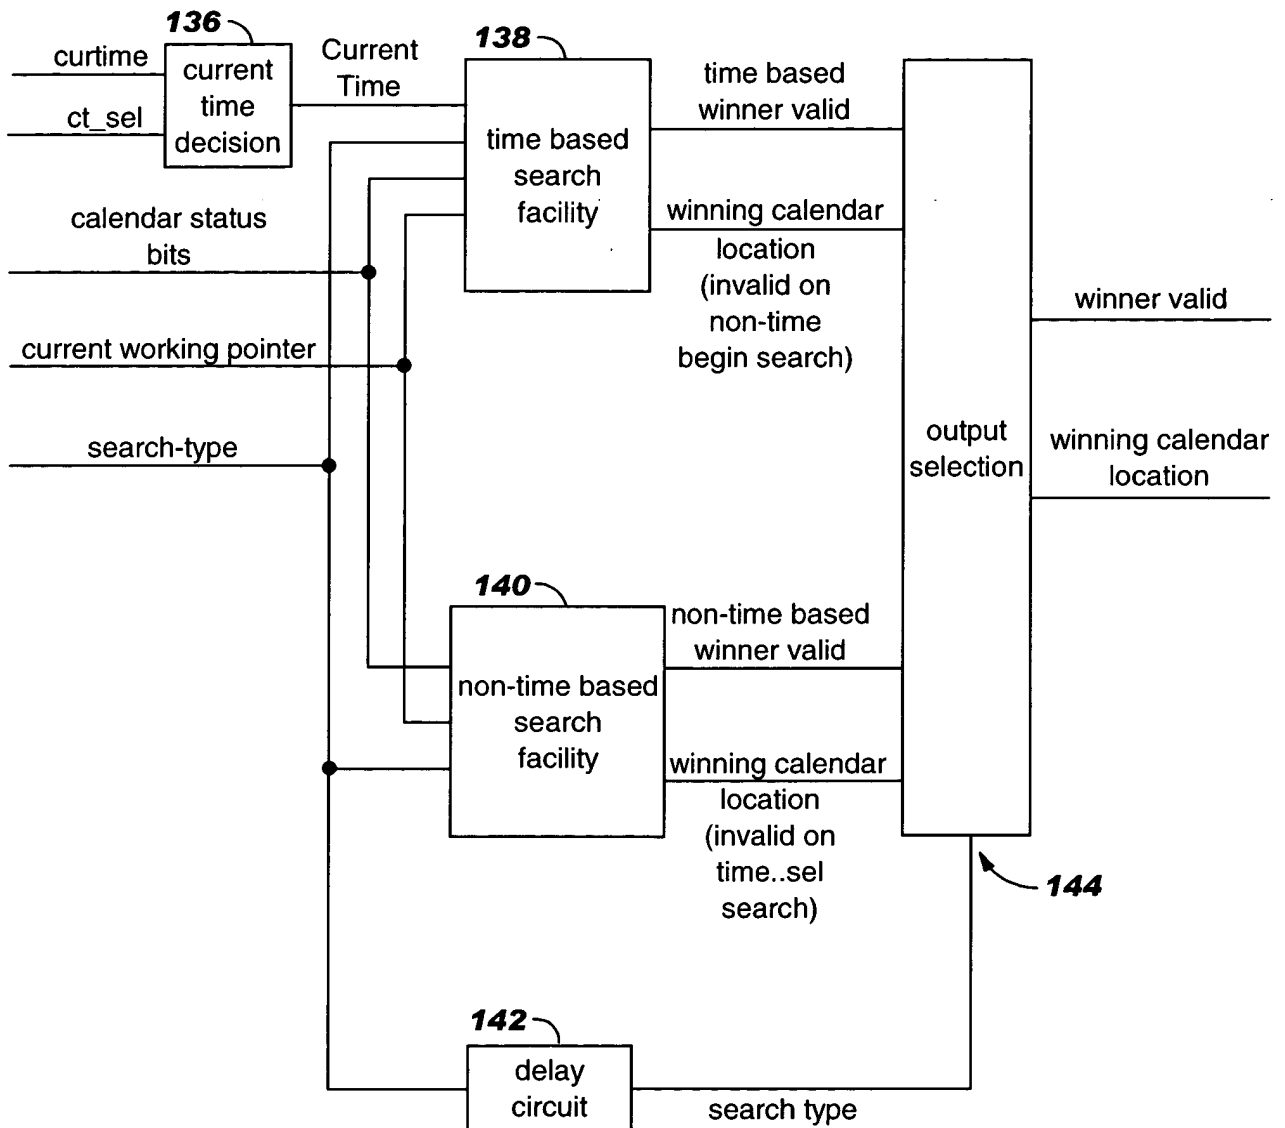 136
curtime
ct_sel
current
time
decision
Current
Time
138
time based
search
facility
time based
winner valid
winning calendar
location
(invalid on
non-time
begin search)
calendar status
bits
current working pointer
search-type
output
selection
winner valid
winning calendar
location
140
non-time based
search
facility
non-time based
winner valid
winning calendar
location
(invalid on
time..sel
search)
144
142
delay
circuit
search type